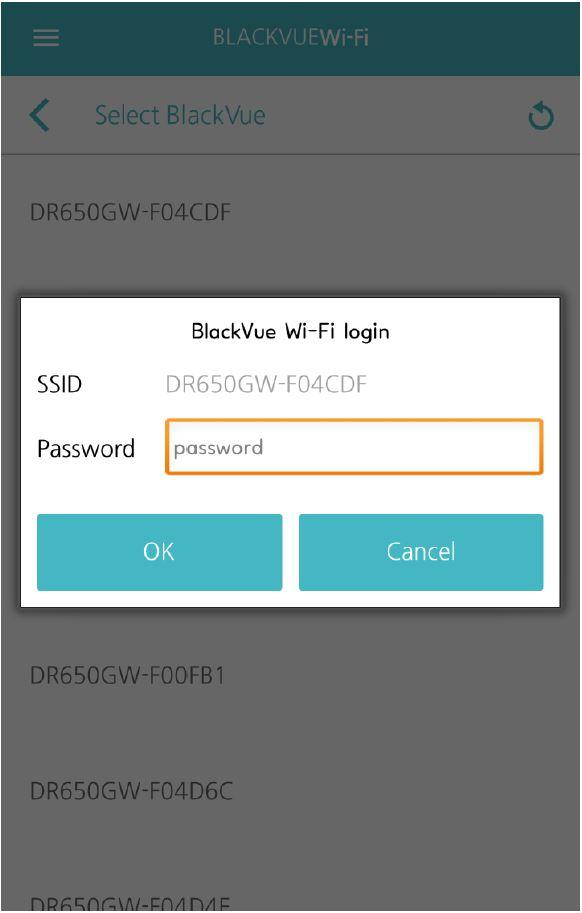 BLACKVUEWi-Fi
Select BlackVue
DR650GW-F04CDF
BlackVue Wi-Fi login
SSID DR650GW-F04CDF
Password password
OK Cancel
DR650GW-F00FB1
DR650GW-F04D6C